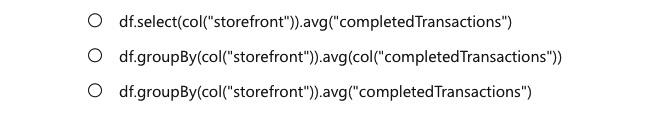 df.select(col("storefront")).avg("completedTransactions")
df.groupBy(col("storefront")).avg(col("completedTransactions"))
df.groupBy(col("storefront")).avg("completedTransactions")